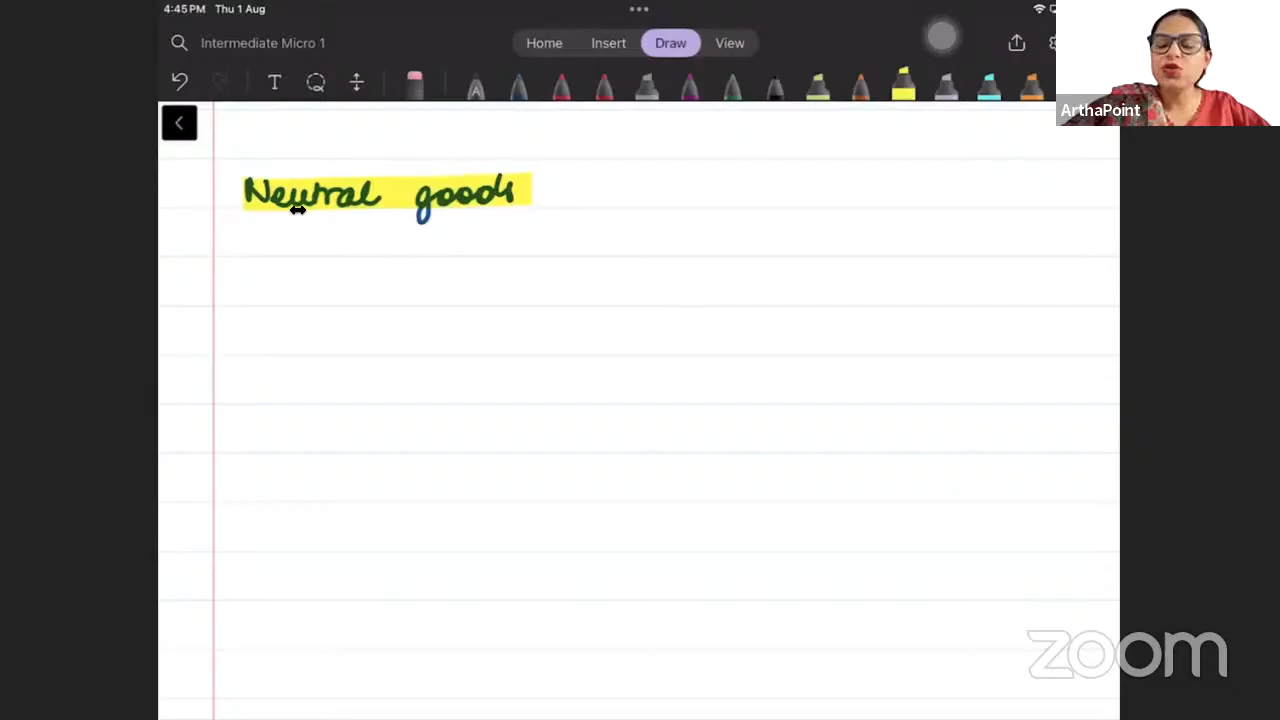 4:45 PM Thu 1 Aug
Intermediate Micro 1
Home Insert Draw View
T
A
ArthaPoint
Neutral goods
zoom